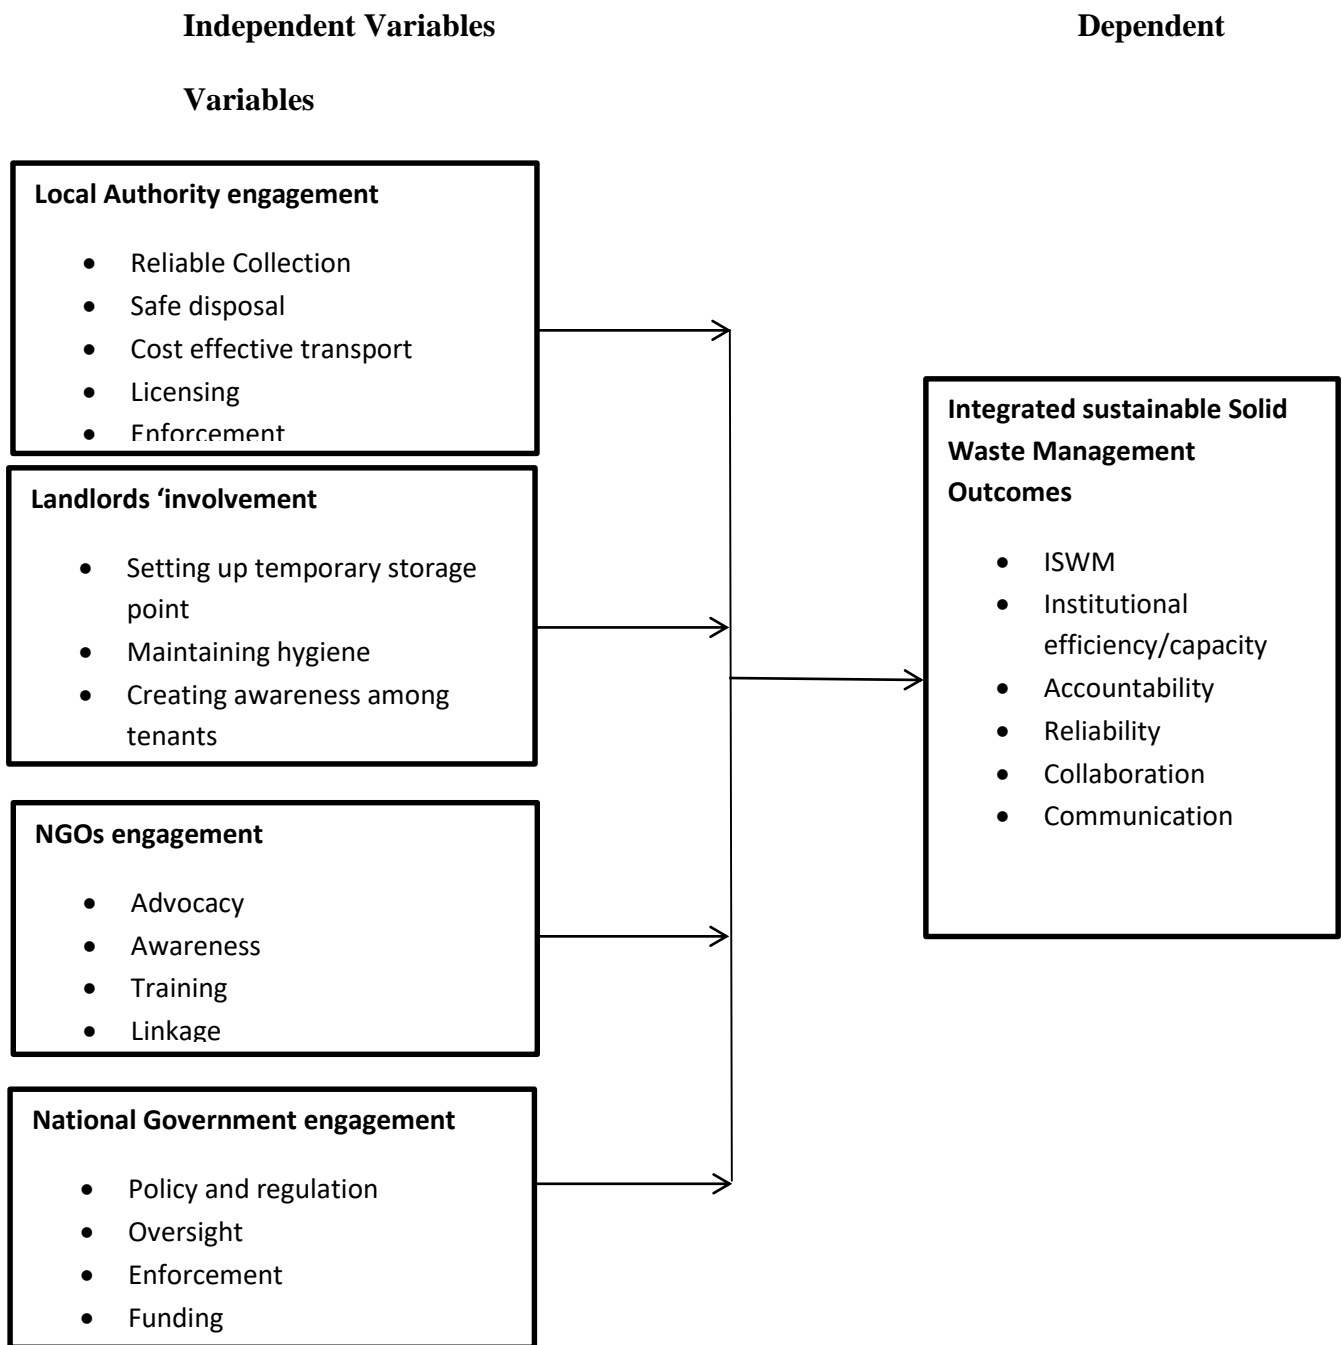 Independent Variables Dependent
Variables
Local Authority engagement
• Reliable Collection
• Safe disposal
• Cost effective transport
• Licensing
• Enforcement
Landlords ‘involvement
• Setting up temporary storage
point
• Maintaining hygiene
• Creating awareness among
tenants
NGOs engagement
• Advocacy
• Awareness
• Training
• Linkage
National Government engagement
• Policy and regulation
• Oversight
• Enforcement
• Funding
Integrated sustainable Solid
Waste Management
Outcomes
• ISWM
• Institutional
efficiency/capacity
• Accountability
• Reliability
• Collaboration
• Communication